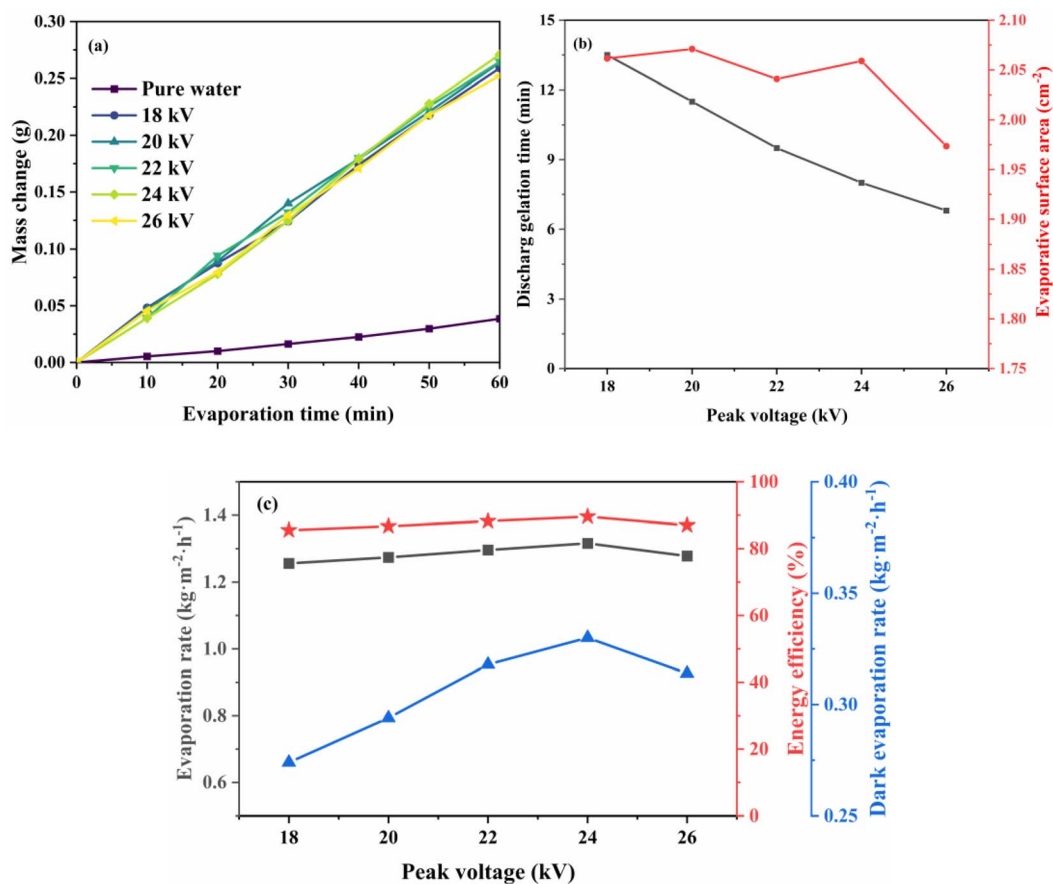 (a)
Mass change (g)
0.30
0.25
0.20
0.15
0.10
0.05
0.00
Pure water
18 kV
20 kV
22 kV
24 kV
26 kV
0 10 20 30 40 50 60
Evaporation time (min)
(b)
Discharg gelation time (min)
15
12
9
6
3
0
Evaporative surface area (cm⁻²)
2.10
2.05
2.00
1.95
1.90
1.85
1.80
1.75
18 20 22 24 26
Peak voltage (kV)
(c)
Evaporation rate (kg·m⁻²·h⁻¹)
1.4
1.2
1.0
0.8
0.6
Energy efficiency (%)
100
80
60
40
20
0
Dark evaporation rate (kg·m⁻²·h⁻¹)
0.40
0.35
0.30
0.25
18 20 22 24 26
Peak voltage (kV)